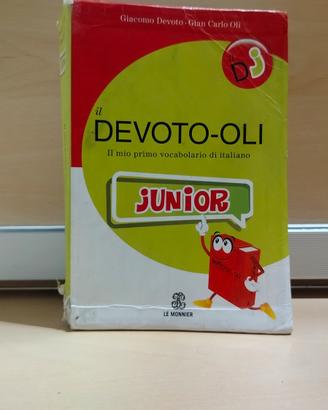 Giacomo Devoto - Gian Carlo Oli
Dj
il
DEVOTO-OLI
Il mio primo vocabolario di italiano
JUNIOR
LE MONNIER